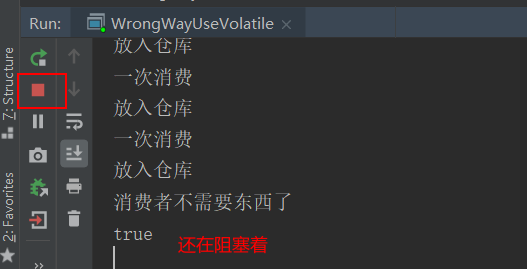 Run: WrongWayUseVolatile ×
放入仓库
一次消费
放入仓库
一次消费
放入仓库
消费者不需要东西了
true
还在阻塞着
7: Structure
2: Favorites